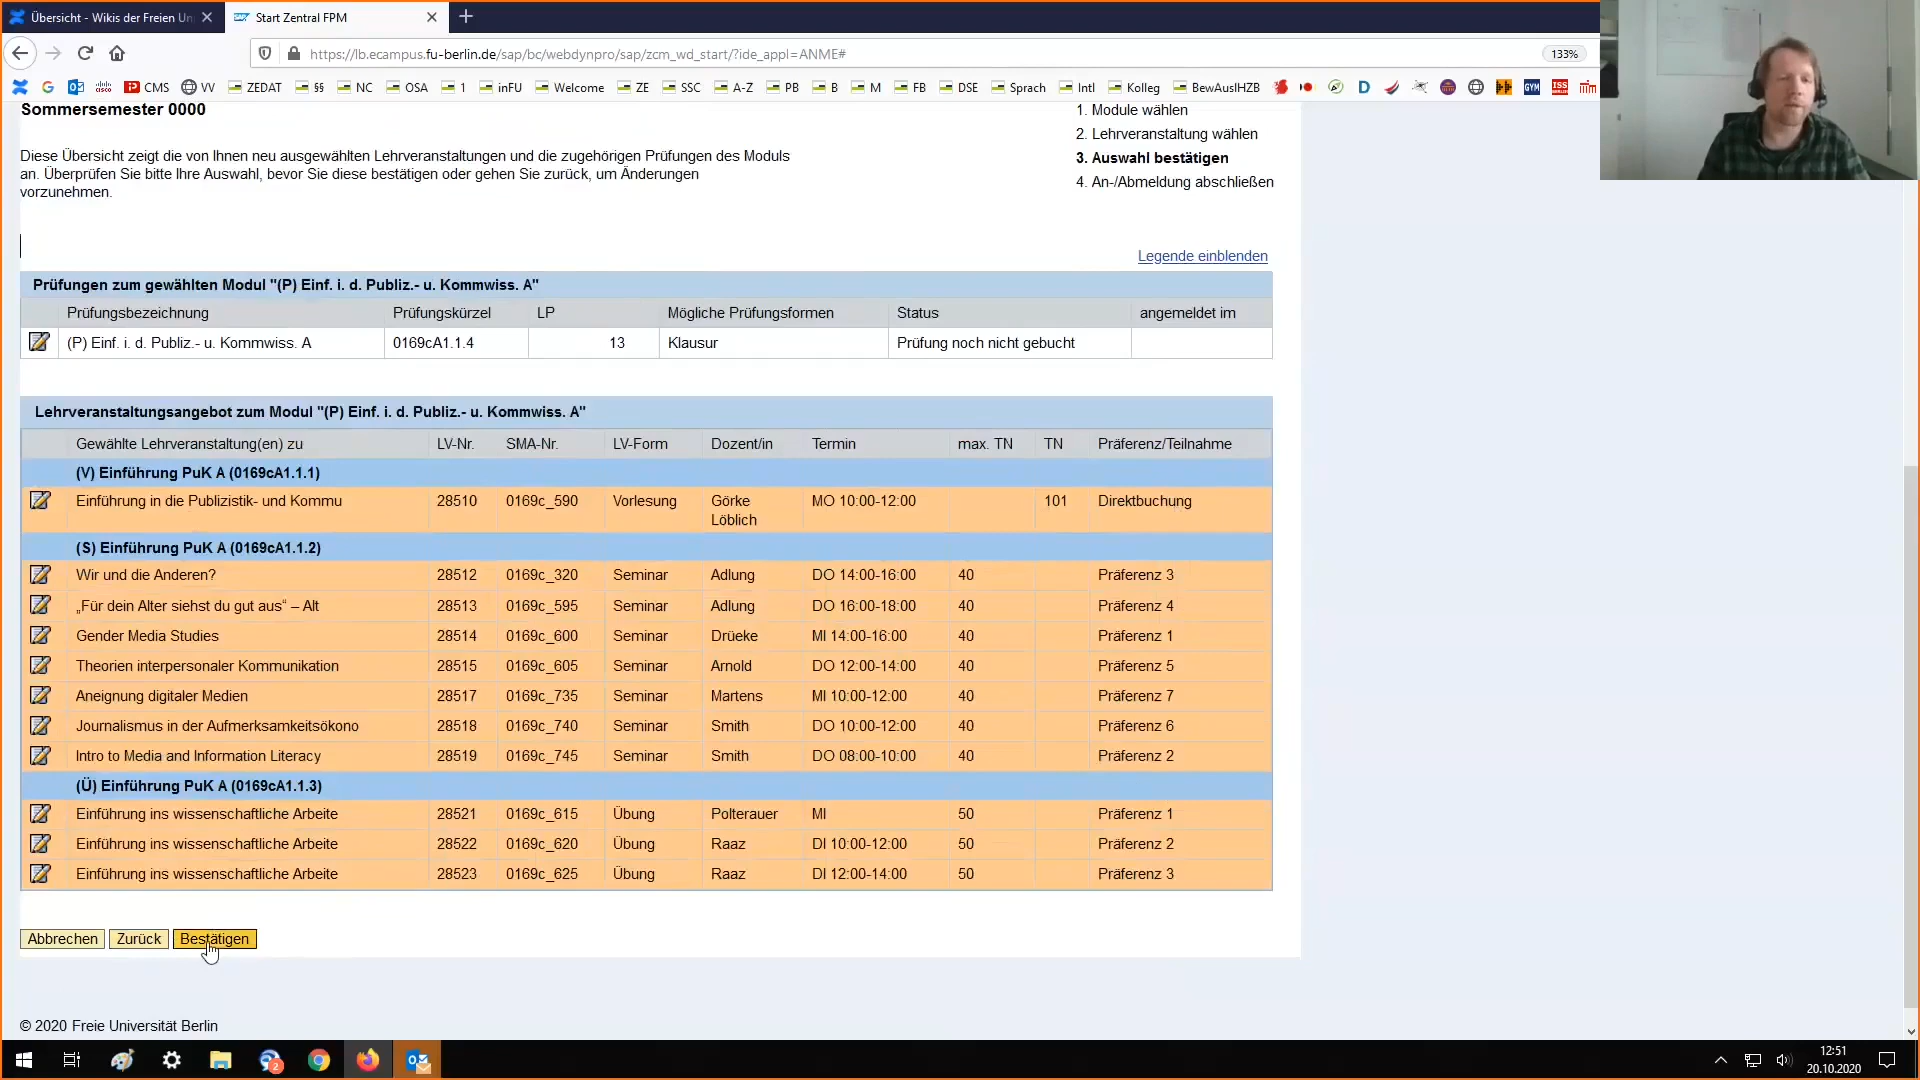 Übersicht - Wikis der Freien Un
Start Zentral FPM
https://lb.ecampus.fu-berlin.de/sap/bc/webdynpro/sap/zcm_wd_start/?ide_appl=ANME#
133%
CMS VV ZEDAT §§ NC OSA 1 inFU Welcome ZE SSC A-Z PB B M FB DSE Sprach Intl Kolleg BewAuslHZB
Sommersemester 0000
Diese Übersicht zeigt die von Ihnen neu ausgewählten Lehrveranstaltungen und die zugehörigen Prüfungen des Moduls
an. Überprüfen Sie bitte Ihre Auswahl, bevor Sie diese bestätigen oder gehen Sie zurück, um Änderungen
vorzunehmen.
1. Module wählen
2. Lehrveranstaltung wählen
3. Auswahl bestätigen
4. An-/Abmeldung abschließen
Legende einblenden
Prüfungen zum gewählten Modul "(P) Einf. i. d. Publiz.- u. Kommwiss. A"
Prüfungsbezeichnung Prüfungskürzel LP Mögliche Prüfungsformen Status angemeldet im
(P) Einf. i. d. Publiz.- u. Kommwiss. A 0169cA1.1.4 13 Klausur Prüfung noch nicht gebucht
Lehrveranstaltungsangebot zum Modul "(P) Einf. i. d. Publiz.- u. Kommwiss. A"
Gewählte Lehrveranstaltung(en) zu LV-Nr. SMA-Nr. LV-Form Dozent/in Termin max. TN TN Präferenz/Teilnahme
(V) Einführung PuK A (0169cA1.1.1)
Einführung in die Publizistik- und Kommu 28510 0169c_590 Vorlesung Görke MO 10:00-12:00 101 Direktbuchung
Löblich
(S) Einführung PuK A (0169cA1.1.2)
Wir und die Anderen? 28512 0169c_320 Seminar Adlung DO 14:00-16:00 40 Präferenz 3
„Für dein Alter siehst du gut aus“ – Alt 28513 0169c_595 Seminar Adlung DO 16:00-18:00 40 Präferenz 4
Gender Media Studies 28514 0169c_600 Seminar Drüeke MI 14:00-16:00 40 Präferenz 1
Theorien interpersonaler Kommunikation 28515 0169c_605 Seminar Arnold DO 12:00-14:00 40 Präferenz 5
Aneignung digitaler Medien 28517 0169c_735 Seminar Martens MI 10:00-12:00 40 Präferenz 7
Journalismus in der Aufmerksamkeitsökono 28518 0169c_740 Seminar Smith DO 10:00-12:00 40 Präferenz 6
Intro to Media and Information Literacy 28519 0169c_745 Seminar Smith DO 08:00-10:00 40 Präferenz 2
(Ü) Einführung PuK A (0169cA1.1.3)
Einführung ins wissenschaftliche Arbeite 28521 0169c_615 Übung Polterauer MI 50 Präferenz 1
Einführung ins wissenschaftliche Arbeite 28522 0169c_620 Übung Raaz DI 10:00-12:00 50 Präferenz 2
Einführung ins wissenschaftliche Arbeite 28523 0169c_625 Übung Raaz DI 12:00-14:00 50 Präferenz 3
Abbrechen Zurück Bestätigen
© 2020 Freie Universität Berlin
12:51
20.10.2020